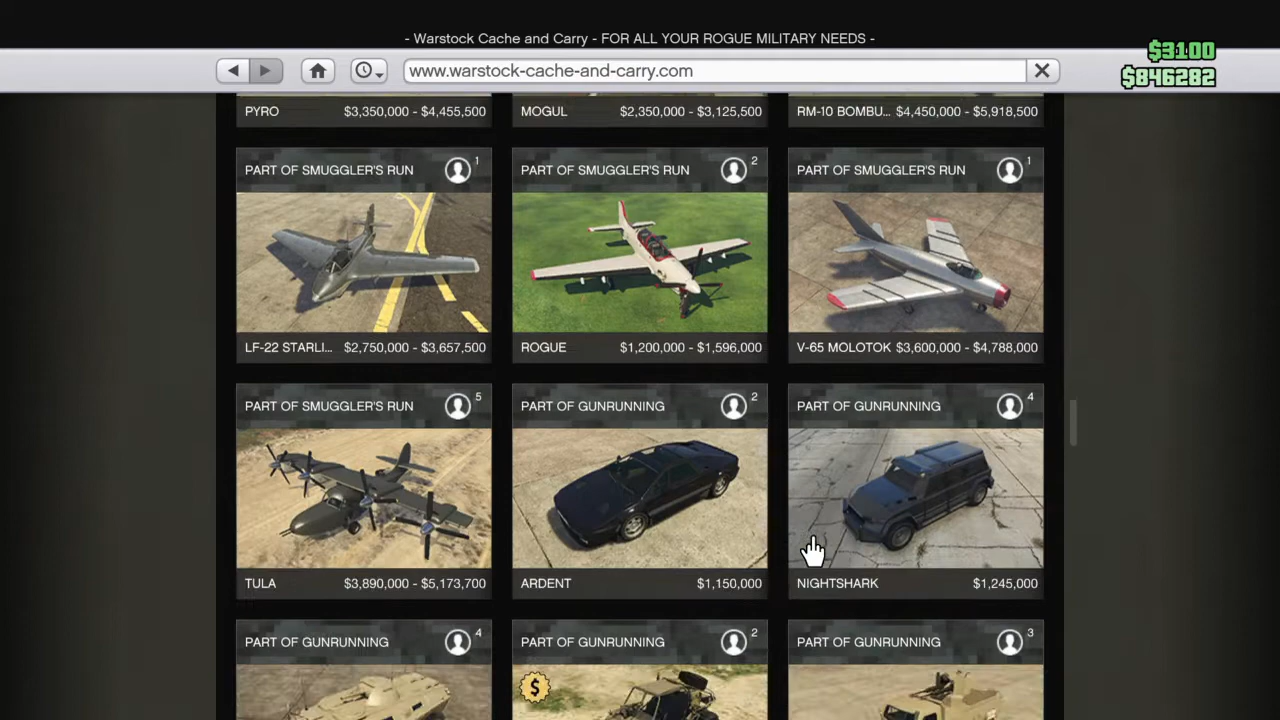 - Warstock Cache and Carry - FOR ALL YOUR ROGUE MILITARY NEEDS -
$3100
www.warstock-cache-and-carry.com
$846282
PYRO $3,350,000 - $4,455,500
MOGUL $2,350,000 - $3,125,500
RM-10 BOMBU... $4,450,000 - $5,918,500
PART OF SMUGGLER'S RUN 1
PART OF SMUGGLER'S RUN 2
PART OF SMUGGLER'S RUN 1
LF-22 STARLI... $2,750,000 - $3,657,500
ROGUE $1,200,000 - $1,596,000
V-65 MOLOTOK $3,600,000 - $4,788,000
PART OF SMUGGLER'S RUN 5
PART OF GUNRUNNING 2
PART OF GUNRUNNING 4
TULA $3,890,000 - $5,173,700
ARDENT $1,150,000
NIGHTSHARK $1,245,000
PART OF GUNRUNNING 4
PART OF GUNRUNNING 2
PART OF GUNRUNNING 3
$